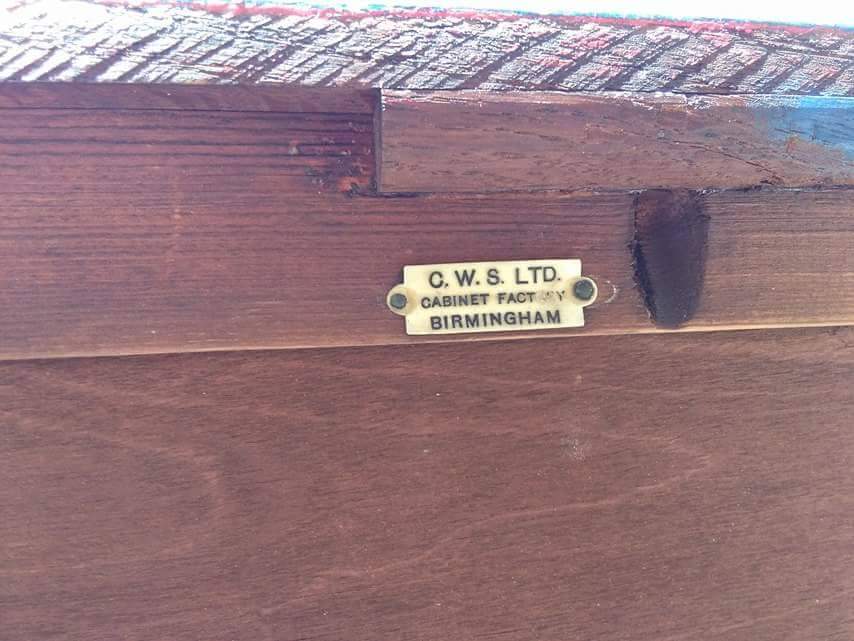 C. W. S. LTD.
CABINET FACTORY
BIRMINGHAM